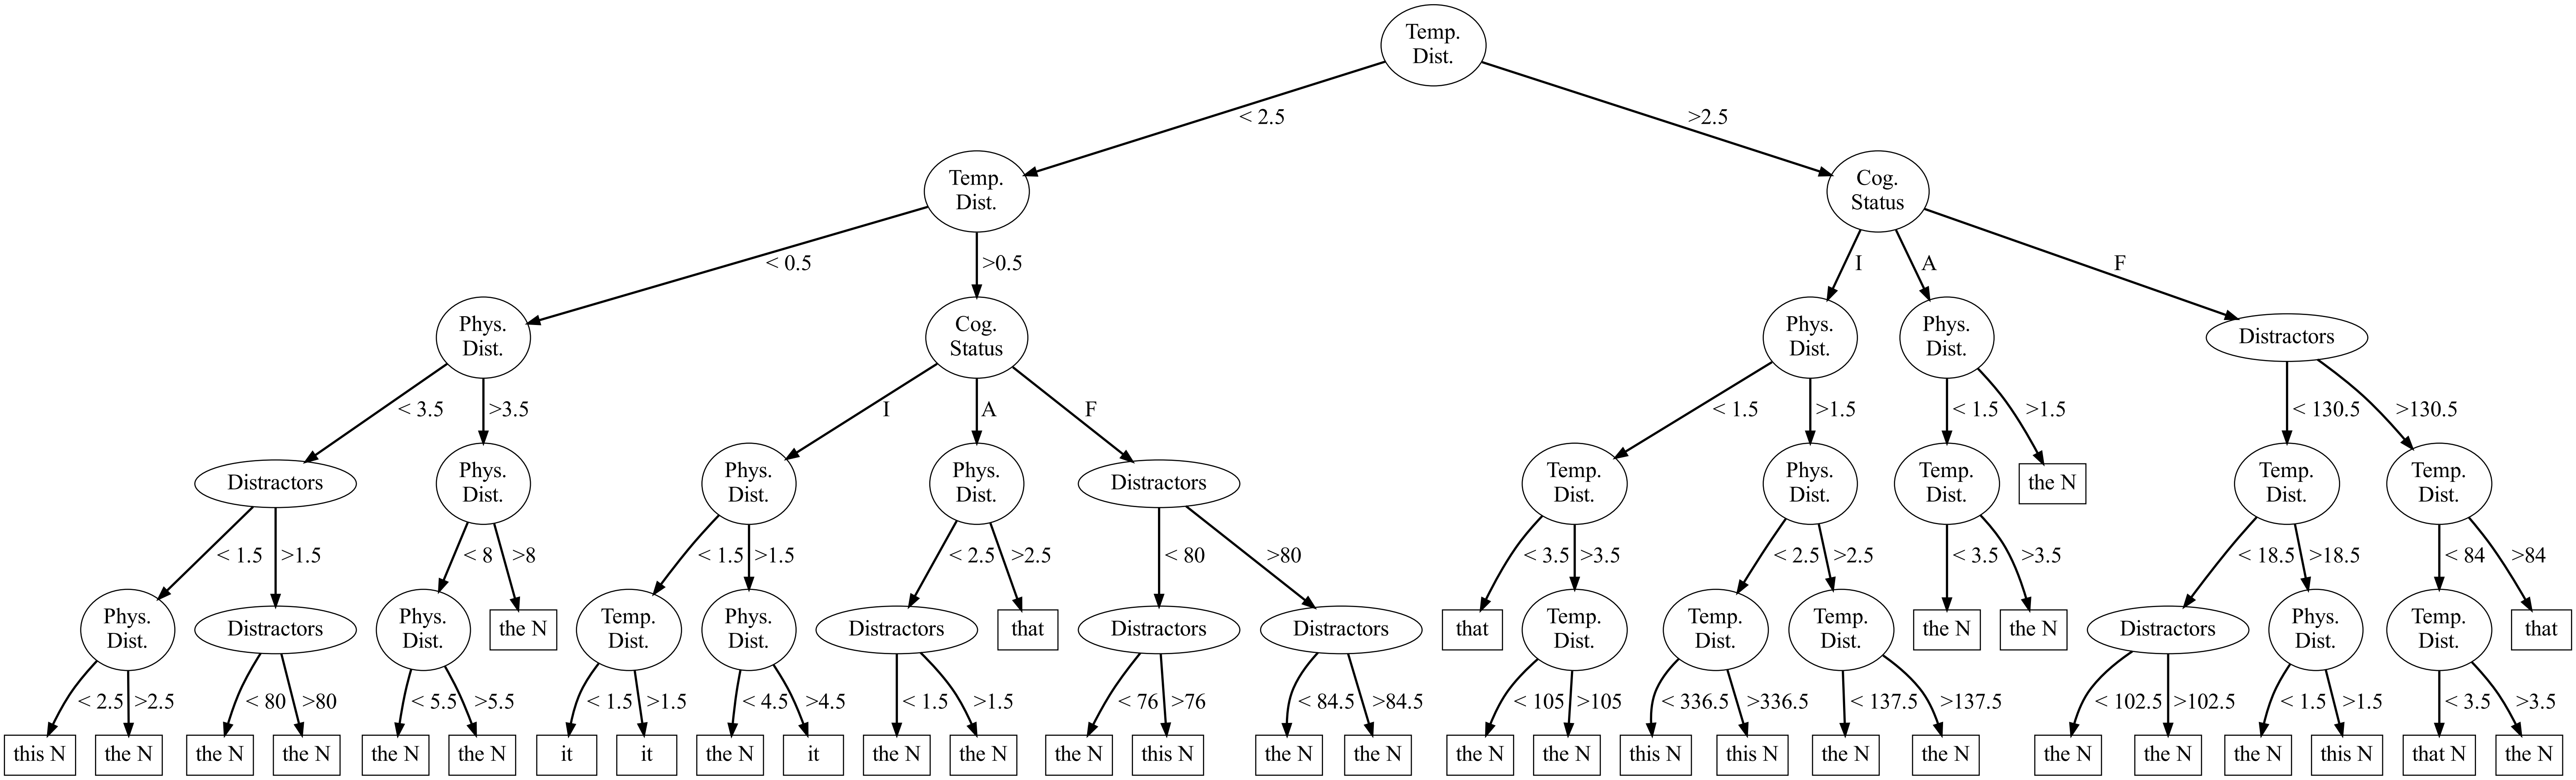 Temp.
Dist.
< 2.5
>2.5
Temp.
Dist.
Cog.
Status
< 0.5
>0.5
I
A
F
Phys.
Dist.
Cog.
Status
Phys.
Dist.
Phys.
Dist.
Distractors
< 3.5
>3.5
I
A
F
< 1.5
>1.5
< 1.5
>1.5
< 130.5
>130.5
Distractors
Phys.
Dist.
Phys.
Dist.
Phys.
Dist.
Distractors
Temp.
Dist.
Phys.
Dist.
Temp.
Dist.
the N
Temp.
Dist.
Temp.
Dist.
< 1.5
>1.5
< 8
>8
< 1.5
>1.5
< 2.5
>2.5
< 80
>80
< 3.5
>3.5
< 2.5
>2.5
< 3.5
>3.5
< 18.5
>18.5
< 84
>84
Phys.
Dist.
Distractors
Phys.
Dist.
the N
Temp.
Dist.
Phys.
Dist.
Distractors
that
Distractors
Distractors
that
Temp.
Dist.
Temp.
Dist.
Temp.
Dist.
the N
the N
Distractors
Phys.
Dist.
Temp.
Dist.
that
< 2.5
>2.5
< 80
>80
< 5.5
>5.5
< 1.5
>1.5
< 4.5
>4.5
< 1.5
>1.5
< 76
>76
< 84.5
>84.5
< 105
>105
< 336.5
>336.5
< 137.5
>137.5
< 102.5
>102.5
< 1.5
>1.5
< 3.5
>3.5
this N
the N
the N
the N
the N
the N
it
it
the N
it
the N
the N
the N
this N
the N
the N
the N
the N
this N
this N
the N
the N
the N
the N
the N
this N
that N
the N